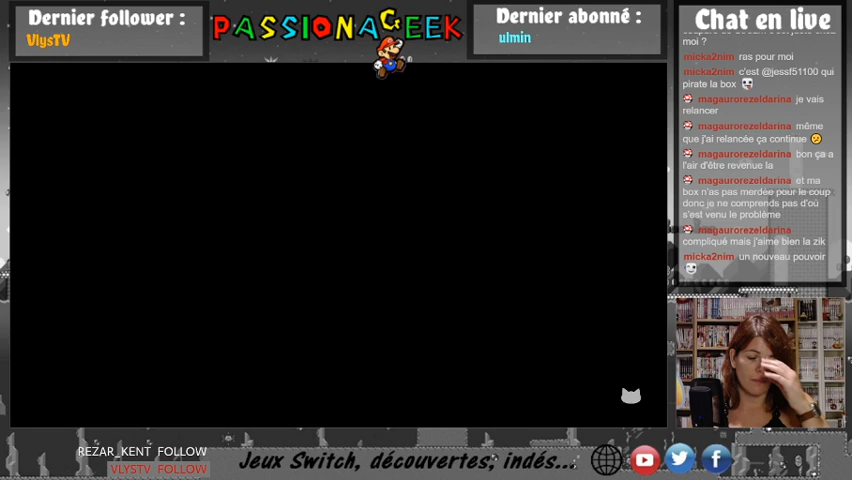 Dernier follower :
VlysTV
PASSIONAGEEK
Dernier abonné :
ulmin
Chat en live
moi ?
micka2nim ras pour moi
micka2nim c'est @jessf51100 qui
pirate la box
magaurorezeldarina je vais
relancer
magaurorezeldarina même
que j'ai relancée ça continue
magaurorezeldarina bon ça a
l'air d'être revenue la
magaurorezeldarina et ma
box n'as pas merdée pour le coup
donc je ne comprends pas d'où
s'est venu le problème
magaurorezeldarina
compliqué mais j'aime bien la zik
micka2nim un nouveau pouvoir
REZAR_KENT FOLLOW
VLYSTV FOLLOW
Jeux Switch, découvertes, indés...